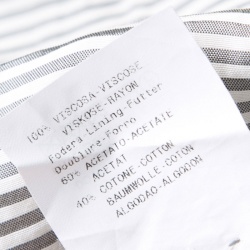 100% VISCOSA-VISCOSE
VISKOSE-RAYON
Fodera Lining-Futter
Doublure-Forro
60% ACETATO-ACETATE
ACETAT
40% COTONE-COTTON
BAUMWOLLE-COTON
ALGODAO-ALGODON